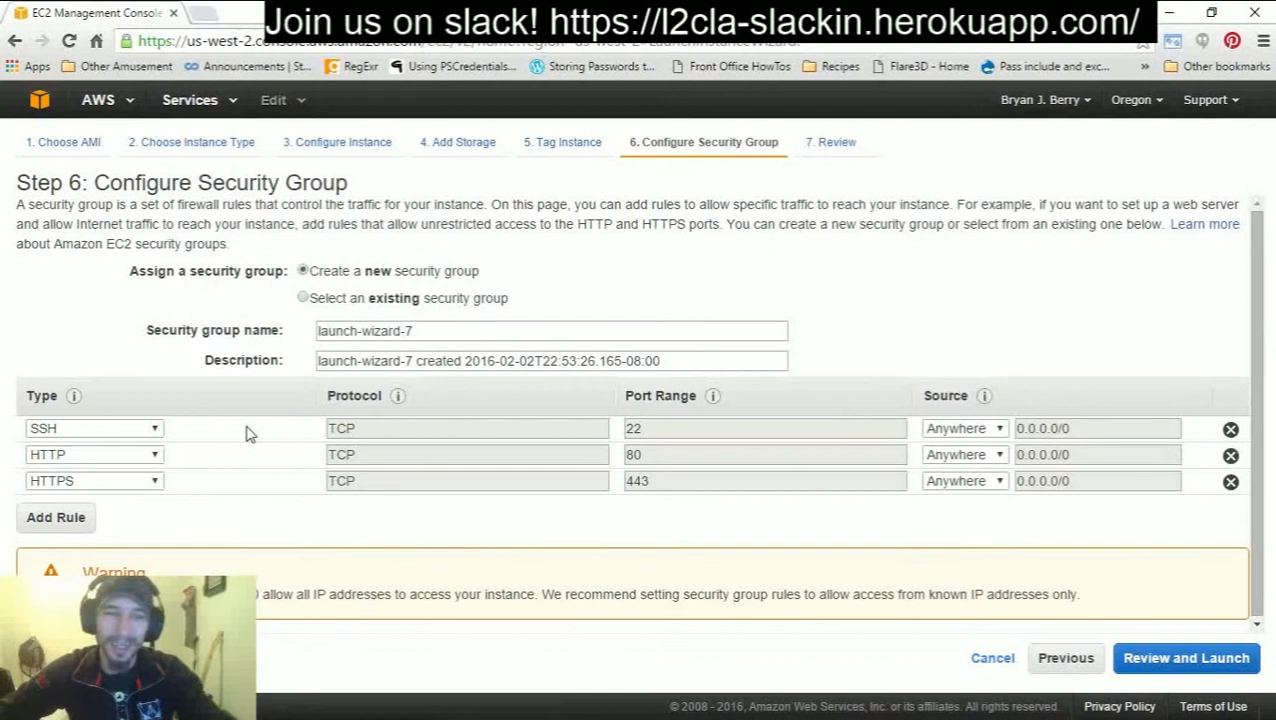 EC2 Management Console
Join us on slack! https://l2cla-slackin.herokuapp.com/
https://us-west-2.console.aws.amazon.com
Apps Other Amusement Announcements | St... RegExr Using PSCredentials... Storing Passwords t... Front Office HowTos Recipes Flare3D - Home Pass include and exc... » Other bookmarks
AWS Services Edit Bryan J. Berry Oregon Support
1. Choose AMI 2. Choose Instance Type 3. Configure Instance 4. Add Storage 5. Tag Instance 6. Configure Security Group 7. Review
Step 6: Configure Security Group
A security group is a set of firewall rules that control the traffic for your instance. On this page, you can add rules to allow specific traffic to reach your instance. For example, if you want to set up a web server
and allow Internet traffic to reach your instance, add rules that allow unrestricted access to the HTTP and HTTPS ports. You can create a new security group or select from an existing one below. Learn more
about Amazon EC2 security groups.
Assign a security group: Create a new security group
Select an existing security group
Security group name: launch-wizard-7
Description: launch-wizard-7 created 2016-02-02T22:53:26.165-08:00
Type Protocol Port Range Source
SSH TCP 22 Anywhere 0.0.0.0/0
HTTP TCP 80 Anywhere 0.0.0.0/0
HTTPS TCP 443 Anywhere 0.0.0.0/0
Add Rule
Warning
allow all IP addresses to access your instance. We recommend setting security group rules to allow access from known IP addresses only.
Cancel Previous Review and Launch
© 2008 - 2016, Amazon Web Services, Inc. or its affiliates. All rights reserved. Privacy Policy Terms of Use